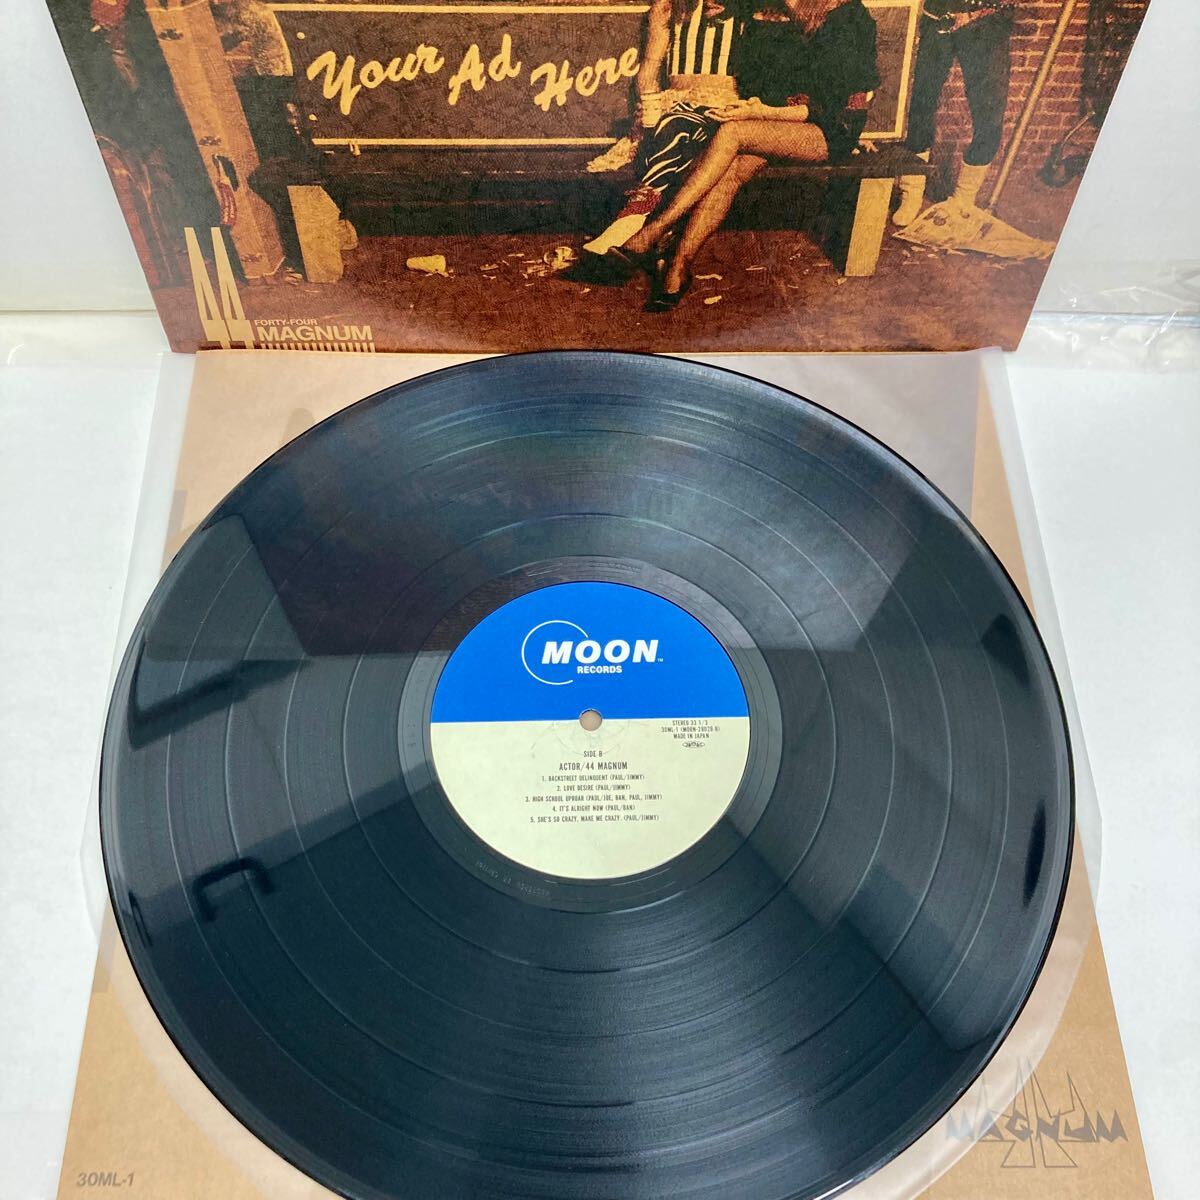 Your Ad Here
44
FORTY-FOUR
MAGNUM
MOON™
RECORDS
STEREO 33 1/3
30ML-1 (MOON-28028 B)
MADE IN JAPAN
SIDE B
ACTOR/44 MAGNUM
1. BACKSTREET DELINQUENT (PAUL/JIMMY)
2. LOVE DESIRE (PAUL/JIMMY)
3. HIGH SCHOOL UPROAR (PAUL/JOE, BAN, PAUL, JIMMY)
4. IT'S ALRIGHT NOW (PAUL/BAN)
5. SHE'S SO CRAZY, MAKE ME CRAZY. (PAUL/JIMMY)
MAGNUM
30ML-1